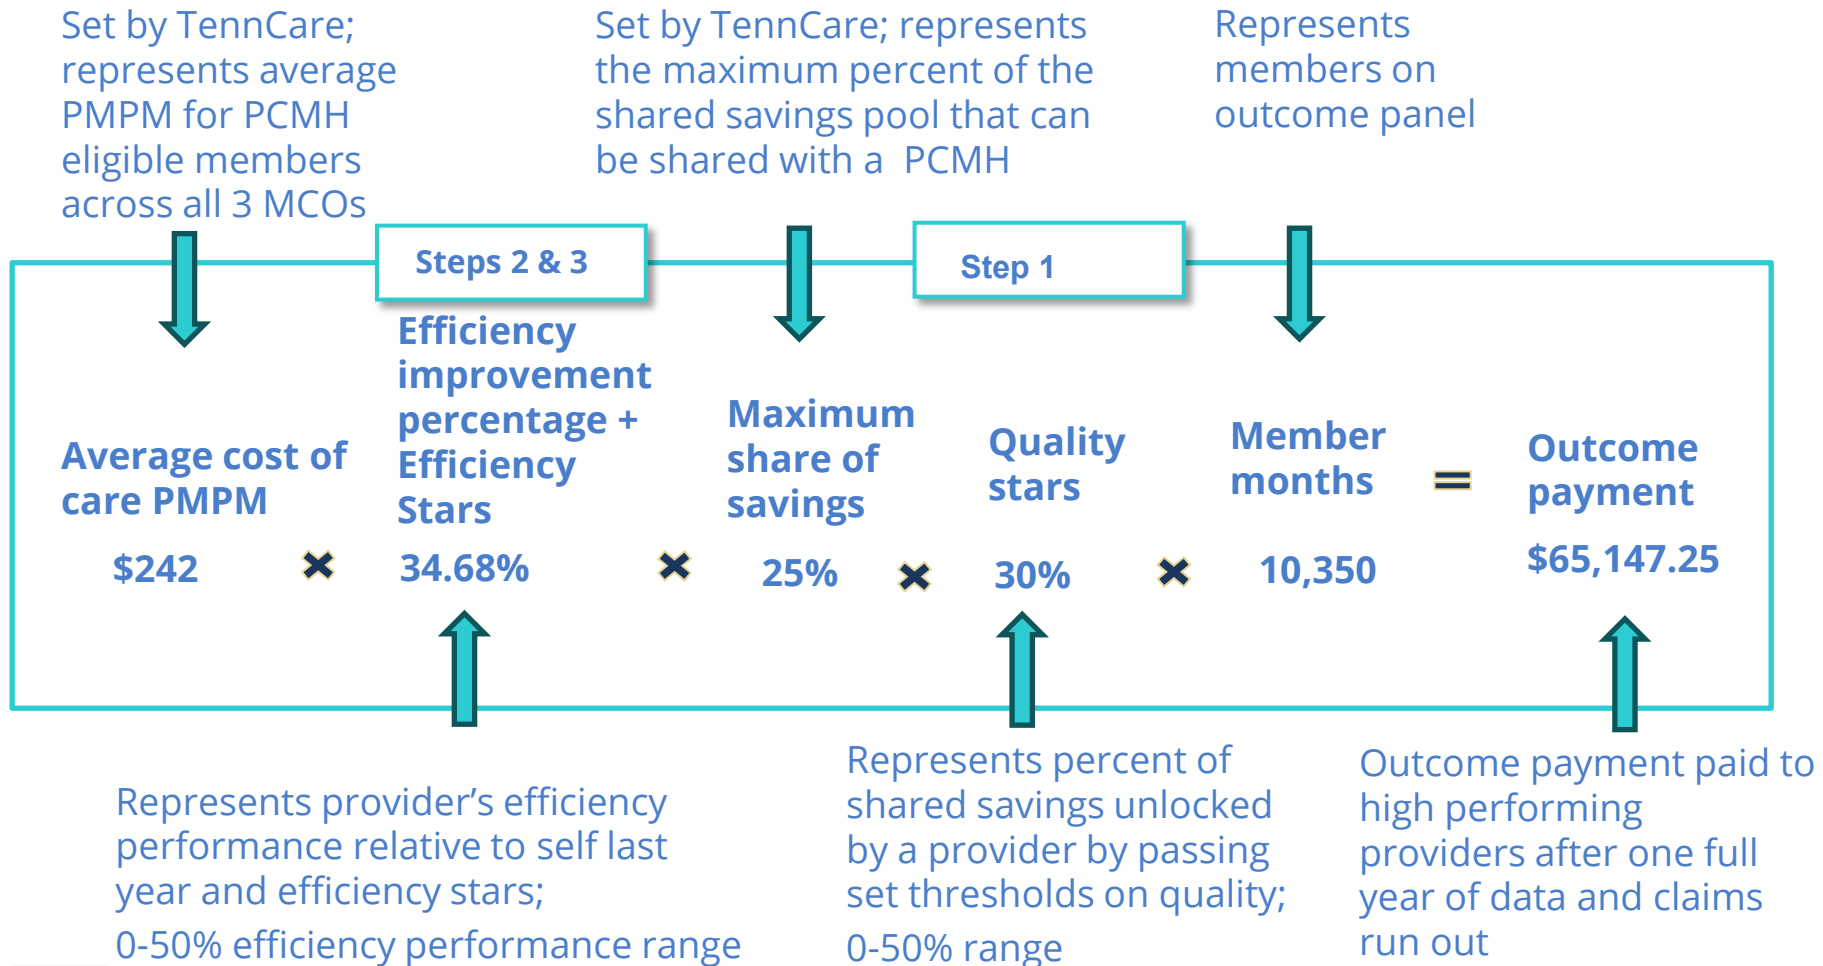 Set by TennCare;
represents average
PMPM for PCMH
eligible members
across all 3 MCOs
Set by TennCare; represents
the maximum percent of the
shared savings pool that can
be shared with a PCMH
Represents
members on
outcome panel
Steps 2 & 3
Step 1
Average cost of
care PMPM
$242
×
Efficiency
improvement
percentage +
Efficiency
Stars
34.68%
×
Maximum
share of
savings
25%
×
Quality
stars
30%
×
Member
months
10,350
=
Outcome
payment
$65,147.25
Represents provider’s efficiency
performance relative to self last
year and efficiency stars;
0-50% efficiency performance range
Represents percent of
shared savings unlocked
by a provider by passing
set thresholds on quality;
0-50% range
Outcome payment paid to
high performing
providers after one full
year of data and claims
run out